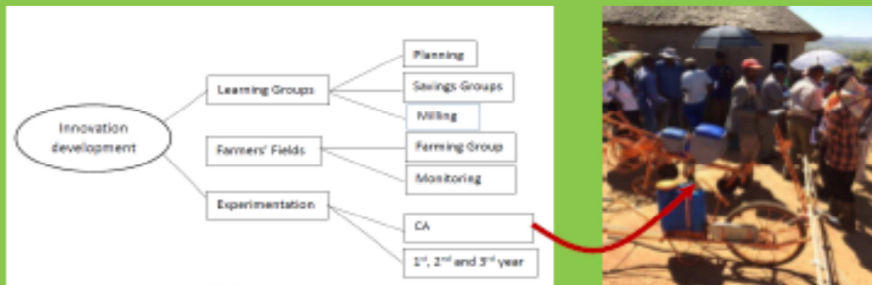 Innovation
development
Learning Groups
Farmers' Fields
Experimentation
Planning
Savings Groups
Milling
Farming Group
Monitoring
CA
1st, 2nd and 3rd year